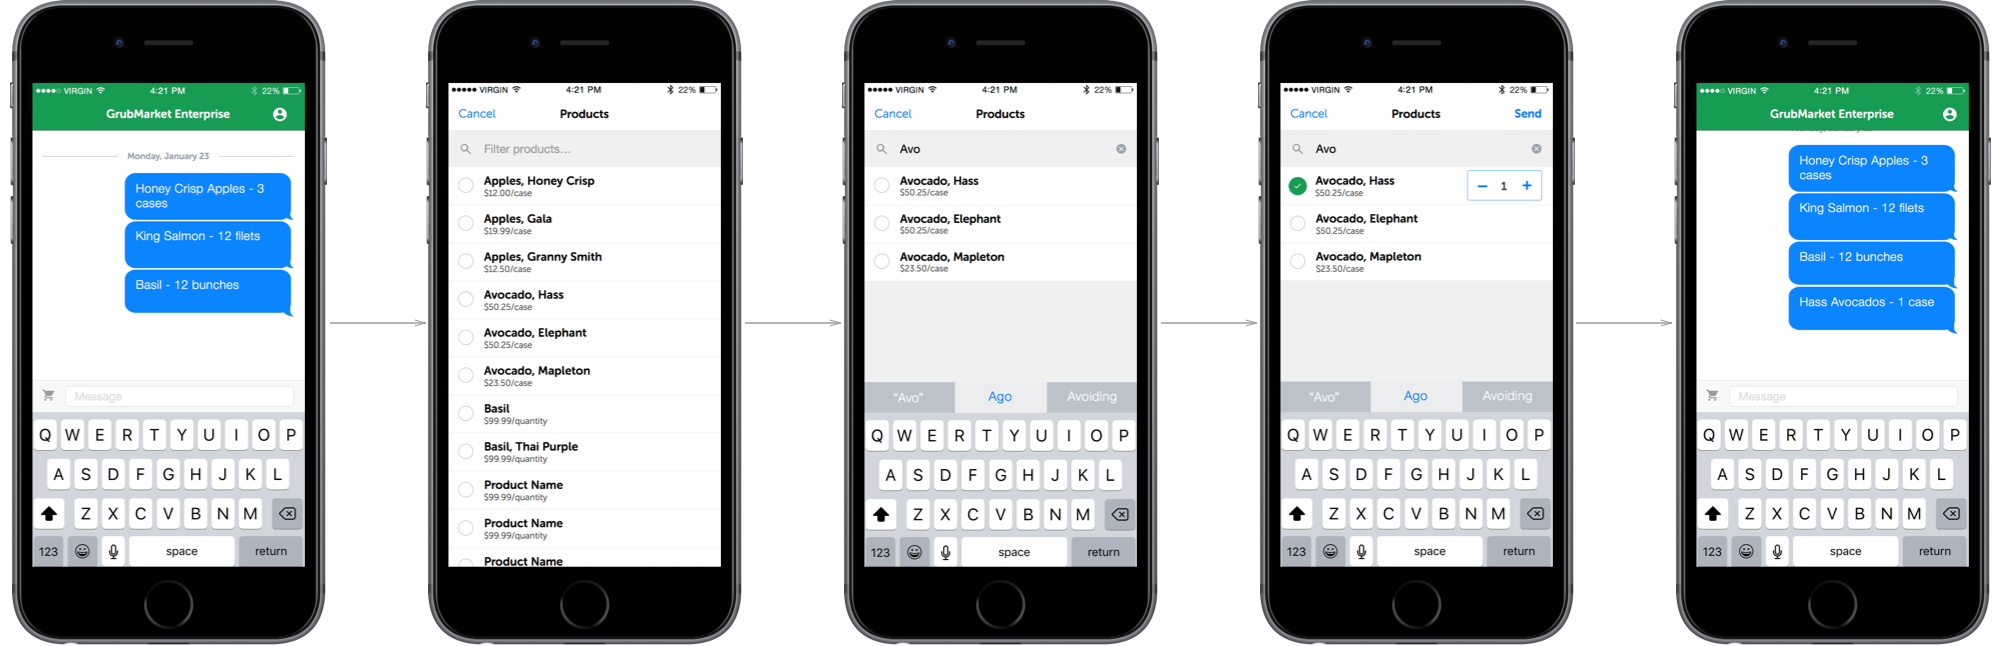 VIRGIN 4:21 PM 22%
GrubMarket Enterprise
Monday, January 23
Honey Crisp Apples - 3
cases
King Salmon - 12 filets
Basil - 12 bunches
Message
Q W E R T Y U I O P
A S D F G H J K L
Z X C V B N M
123 space return
VIRGIN 4:21 PM 22%
Cancel Products
Filter products...
Apples, Honey Crisp
$12.00/case
Apples, Gala
$19.99/case
Apples, Granny Smith
$12.50/case
Avocado, Hass
$50.25/case
Avocado, Elephant
$50.25/case
Avocado, Mapleton
$23.50/case
Basil
$99.99/quantity
Basil, Thai Purple
$99.99/quantity
Product Name
$99.99/quantity
Product Name
$99.99/quantity
Product Name
VIRGIN 4:21 PM 22%
Cancel Products
Avo
Avocado, Hass
$50.25/case
Avocado, Elephant
$50.25/case
Avocado, Mapleton
$23.50/case
"Avo" Ago Avoiding
Q W E R T Y U I O P
A S D F G H J K L
Z X C V B N M
123 space return
VIRGIN 4:21 PM 22%
Cancel Products Send
Avo
Avocado, Hass
$50.25/case
− 1 +
Avocado, Elephant
$50.25/case
Avocado, Mapleton
$23.50/case
"Avo" Ago Avoiding
Q W E R T Y U I O P
A S D F G H J K L
Z X C V B N M
123 space return
VIRGIN 4:21 PM 22%
GrubMarket Enterprise
Honey Crisp Apples - 3
cases
King Salmon - 12 filets
Basil - 12 bunches
Hass Avocados - 1 case
Message
Q W E R T Y U I O P
A S D F G H J K L
Z X C V B N M
123 space return